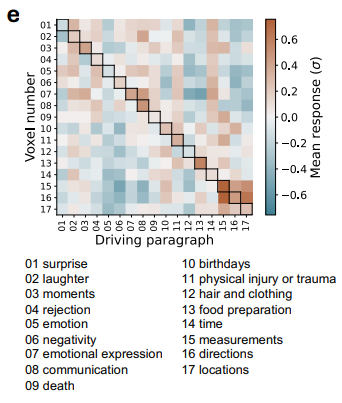 e
01
02
03
04
05
06
07
08
09
10
11
12
13
14
15
16
17
Voxel number
01 02 03 04 05 06 07 08 09 10 11 12 13 14 15 16 17
Driving paragraph
0.6
0.4
0.2
0.0
−0.2
−0.4
−0.6
Mean response (σ)
01 surprise
02 laughter
03 moments
04 rejection
05 emotion
06 negativity
07 emotional expression
08 communication
09 death
10 birthdays
11 physical injury or trauma
12 hair and clothing
13 food preparation
14 time
15 measurements
16 directions
17 locations